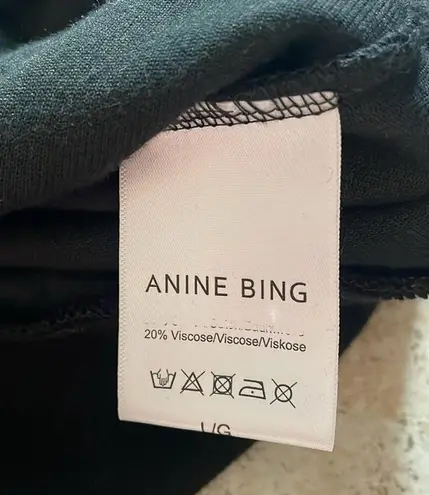 ANINE BING
20% Viscose/Viscose/Viskose
L/G